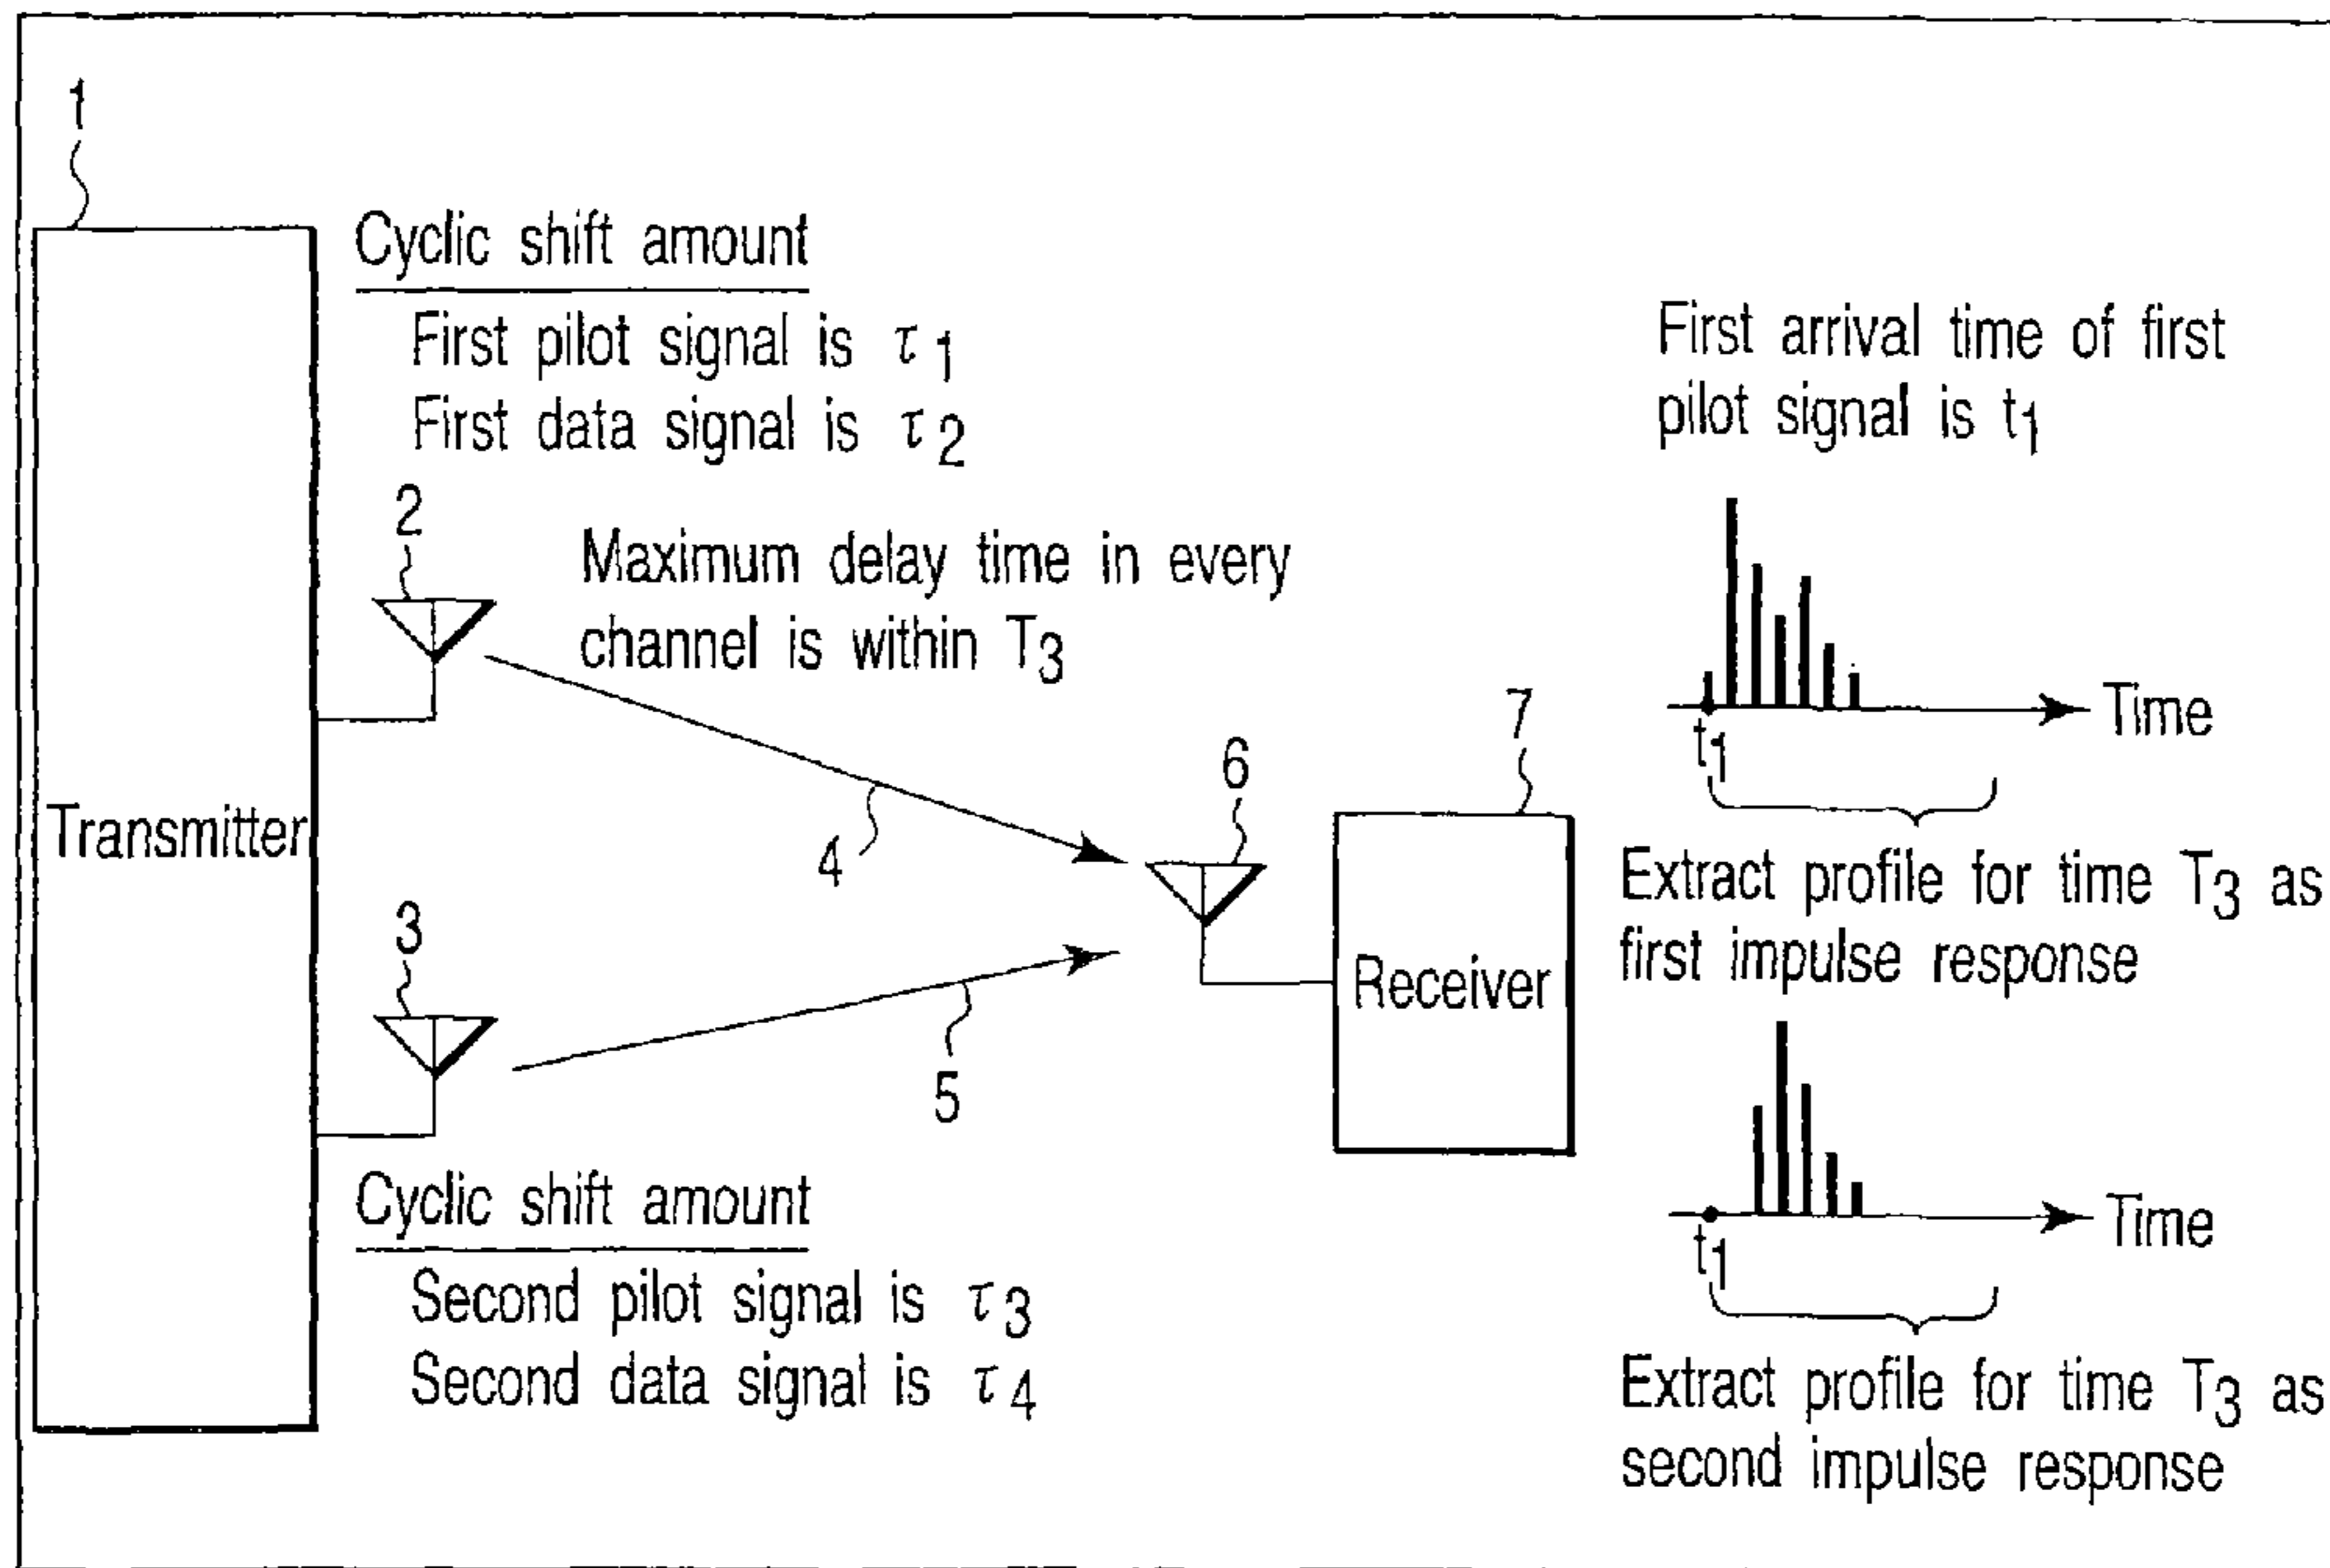 1
Cyclic shift amount
First pilot signal is τ1
First data signal is τ2
2
Maximum delay time in every
channel is within T3
Transmitter
4
3
5
6
7
Receiver
Cyclic shift amount
Second pilot signal is τ3
Second data signal is τ4
First arrival time of first
pilot signal is t1
Time
t1
Extract profile for time T3 as
first impulse response
Time
t1
Extract profile for time T3 as
second impulse response